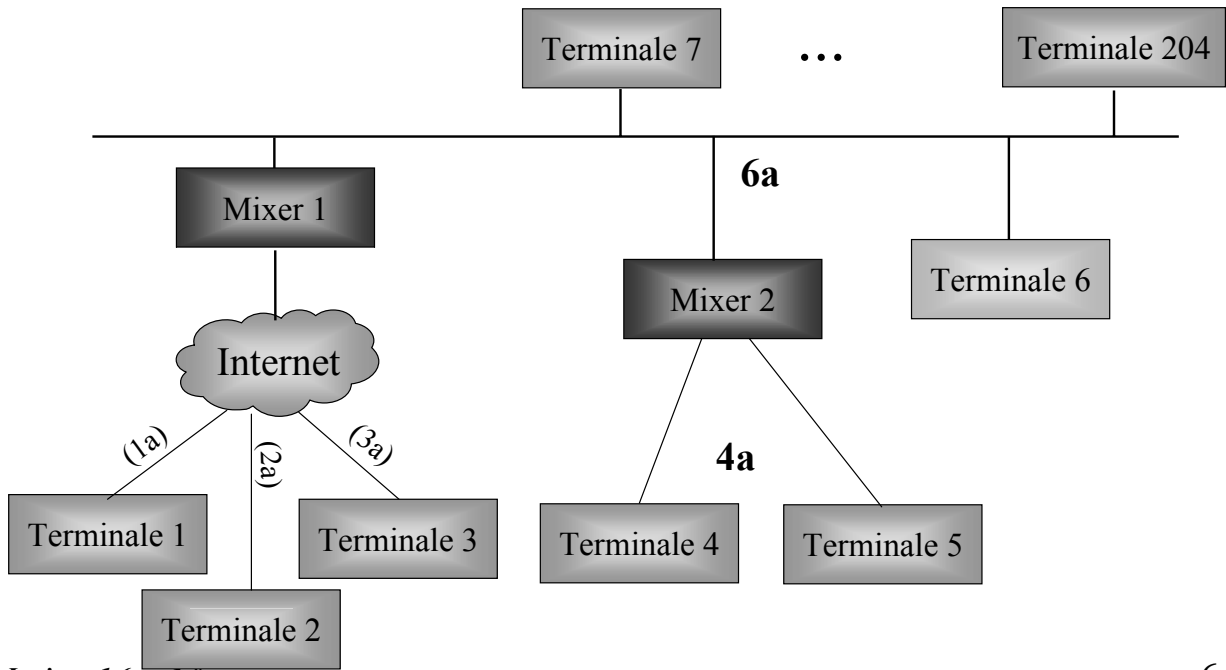 Terminale 7
...
Terminale 204
6a
Mixer 1
Mixer 2
Terminale 6
Internet
(1a)
(2a)
(3a)
4a
Terminale 1
Terminale 3
Terminale 4
Terminale 5
Terminale 2